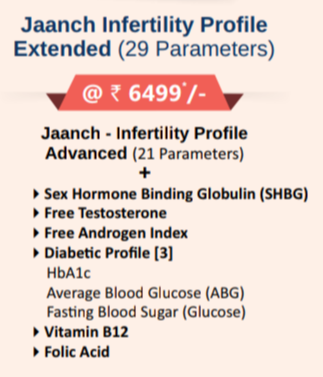 Jaanch Infertility Profile
Extended (29 Parameters)
@ ₹ 6499*/-
Jaanch - Infertility Profile
Advanced (21 Parameters)
+
Sex Hormone Binding Globulin (SHBG)
Free Testosterone
Free Androgen Index
Diabetic Profile [3]
HbA1c
Average Blood Glucose (ABG)
Fasting Blood Sugar (Glucose)
Vitamin B12
Folic Acid